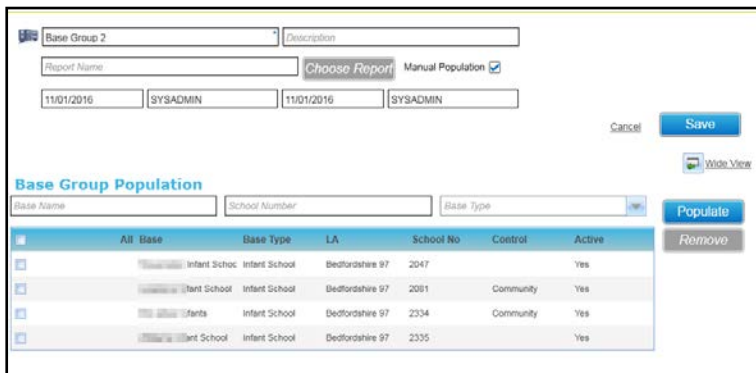 Base Group 2 * Description
Report Name Choose Report Manual Population
11/01/2016 SYSADMIN 11/01/2016 SYSADMIN
Cancel Save
Wide View
Base Group Population
Base Name School Number Base Type Populate
All Base Base Type LA School No Control Active Remove
Infant Schoc Infant School Bedfordshire 97 2047 Yes
fant School Infant School Bedfordshire 97 2081 Community Yes
fants Infant School Bedfordshire 97 2334 Community Yes
ant School Infant School Bedfordshire 97 2335 Yes